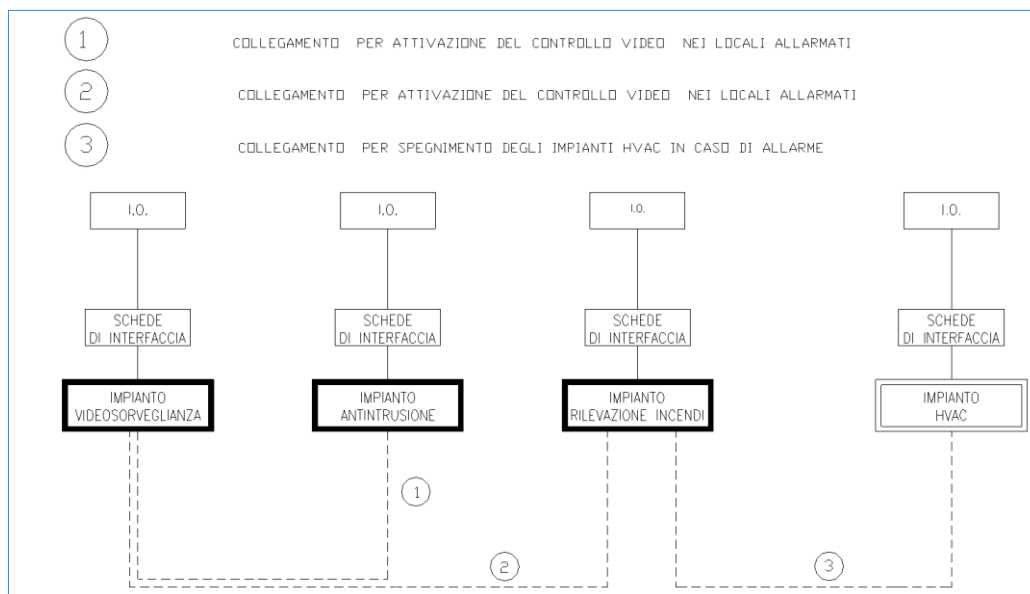 1 COLLEGAMENTO PER ATTIVAZIONE DEL CONTROLLO VIDEO NEI LOCALI ALLARMATI
2 COLLEGAMENTO PER ATTIVAZIONE DEL CONTROLLO VIDEO NEI LOCALI ALLARMATI
3 COLLEGAMENTO PER SPEGNIMENTO DEGLI IMPIANTI HVAC IN CASO DI ALLARME
I.O.
I.O.
I.O.
I.O.
SCHEDE
DI INTERFACCIA
SCHEDE
DI INTERFACCIA
SCHEDE
DI INTERFACCIA
SCHEDE
DI INTERFACCIA
IMPIANTO
VIDEOSORVEGLIANZA
IMPIANTO
ANTINTRUSIONE
IMPIANTO
RILEVAZIONE INCENDI
IMPIANTO
HVAC
1
2
3